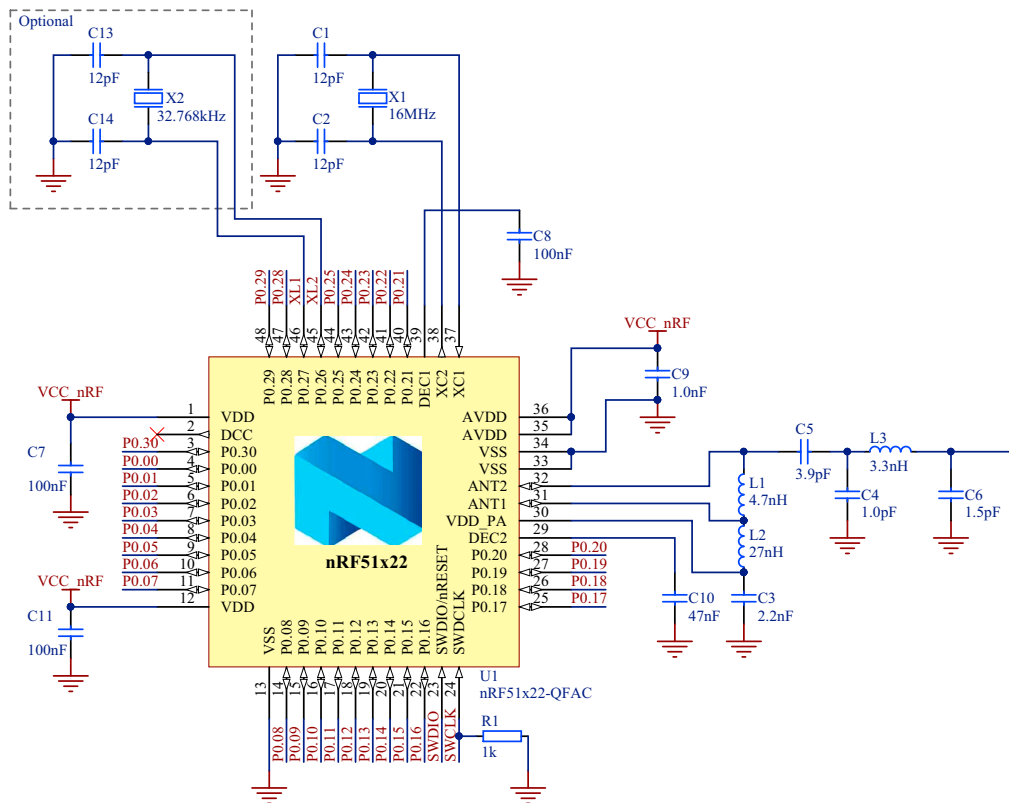 Optional
C13
12pF
X2
32.768kHz
C14
12pF
C1
12pF
X1
16MHz
C2
12pF
C8
100nF
P0.29
P0.28
XL1
XL2
P0.25
P0.24
P0.23
P0.22
P0.21
48
47
46
45
44
43
42
41
40
39
38
37
P0.29
P0.28
P0.27
P0.26
P0.25
P0.24
P0.23
P0.22
P0.21
DEC1
XC2
XC1
VCC_nRF
C9
1.0nF
VCC_nRF
C7
100nF
1 VDD
2 DCC
P0.30 3 P0.30
P0.00 4 P0.00
P0.01 5 P0.01
P0.02 6 P0.02
P0.03 7 P0.03
P0.04 8 P0.04
P0.05 9 P0.05
P0.06 10 P0.06
P0.07 11 P0.07
12 VDD
VCC_nRF
C11
100nF
nRF51x22
AVDD 36
AVDD 35
VSS 34
VSS 33
ANT2 32
ANT1 31
VDD_PA 30
DEC2 29
P0.20 28 P0.20
P0.19 27 P0.19
P0.18 26 P0.18
P0.17 25 P0.17
C5
3.9pF
L3
3.3nH
L1
4.7nH
C4
1.0pF
C6
1.5pF
L2
27nH
C10
47nF
C3
2.2nF
VSS
P0.08
P0.09
P0.10
P0.11
P0.12
P0.13
P0.14
P0.15
P0.16
SWDIO/nRESET
SWDCLK
13
14
15
16
17
18
19
20
21
22
23
24
U1
nRF51x22-QFAC
P0.08
P0.09
P0.10
P0.11
P0.12
P0.13
P0.14
P0.15
P0.16
SWDIO
SWCLK
R1
1k